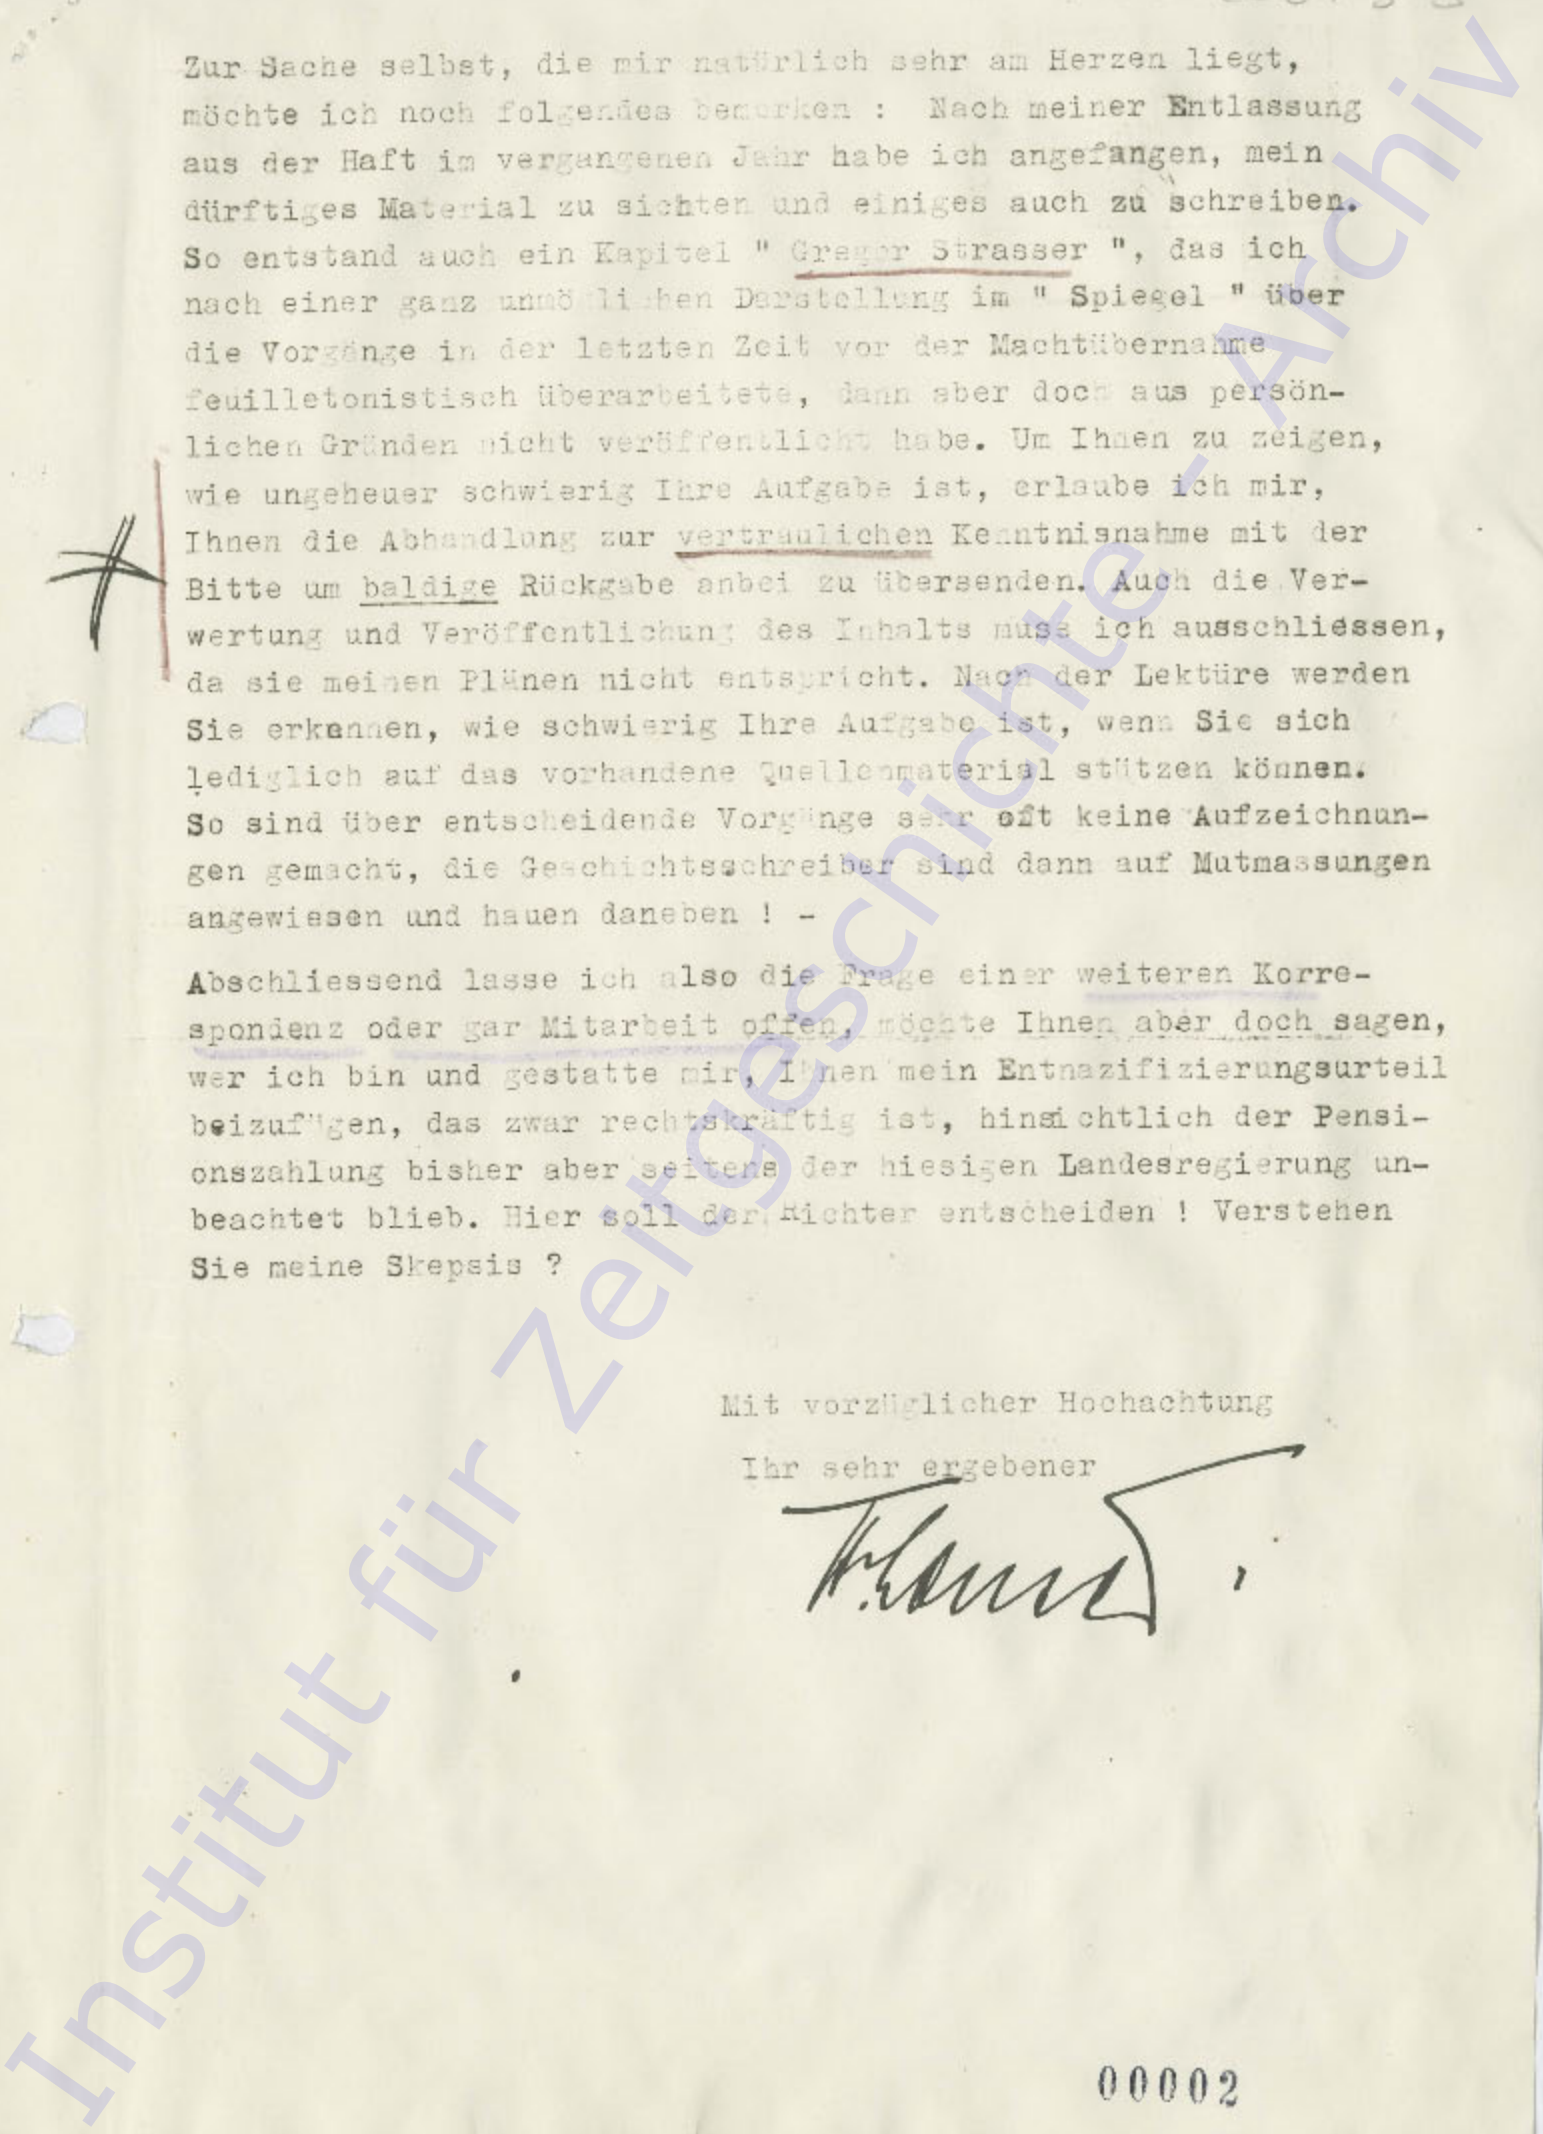 Zur Sache selbst, die mir natürlich sehr am Herzen liegt,
möchte ich noch folgendes bemerken : Nach meiner Entlassung
aus der Haft im vergangenen Jahr habe ich angefangen, mein
dürftiges Material zu sichten und einiges auch zu schreiben.
So entstand auch ein Kapitel " Gregor Strasser ", das ich
nach einer ganz unmöglichen Darstellung im " Spiegel " über
die Vorgänge in der letzten Zeit vor der Machtübernahme
feuilletonistisch überarbeitete, dann aber doch aus persön-
lichen Gründen nicht veröffentlicht habe. Um Ihnen zu zeigen,
wie ungeheuer schwierig Ihre Aufgabe ist, erlaube ich mir,
Ihnen die Abhandlung zur vertraulichen Kenntnisnahme mit der
Bitte um baldige Rückgabe anbei zu übersenden. Auch die Ver-
wertung und Veröffentlichung des Inhalts muss ich ausschliessen,
da sie meinen Plänen nicht entspricht. Nach der Lektüre werden
Sie erkennen, wie schwierig Ihre Aufgabe ist, wenn Sie sich
lediglich auf das vorhandene Quellenmaterial stützen können.
So sind über entscheidende Vorgänge sehr oft keine Aufzeichnun-
gen gemacht, die Geschichtsschreiber sind dann auf Mutmassungen
angewiesen und hauen daneben ! -
Abschliessend lasse ich also die Frage einer weiteren Korre-
spondenz oder gar Mitarbeit offen, möchte Ihnen aber doch sagen,
wer ich bin und gestatte mir, Ihnen mein Entnazifizierungsurteil
beizufügen, das zwar rechtskräftig ist, hinsichtlich der Pensi-
onszahlung bisher aber seitens der hiesigen Landesregierung un-
beachtet blieb. Hier soll der Richter entscheiden ! Verstehen
Sie meine Skepsis ?
Mit vorzüglicher Hochachtung
Ihr sehr ergebener
00002
Institut für Zeitgeschichte - Archiv